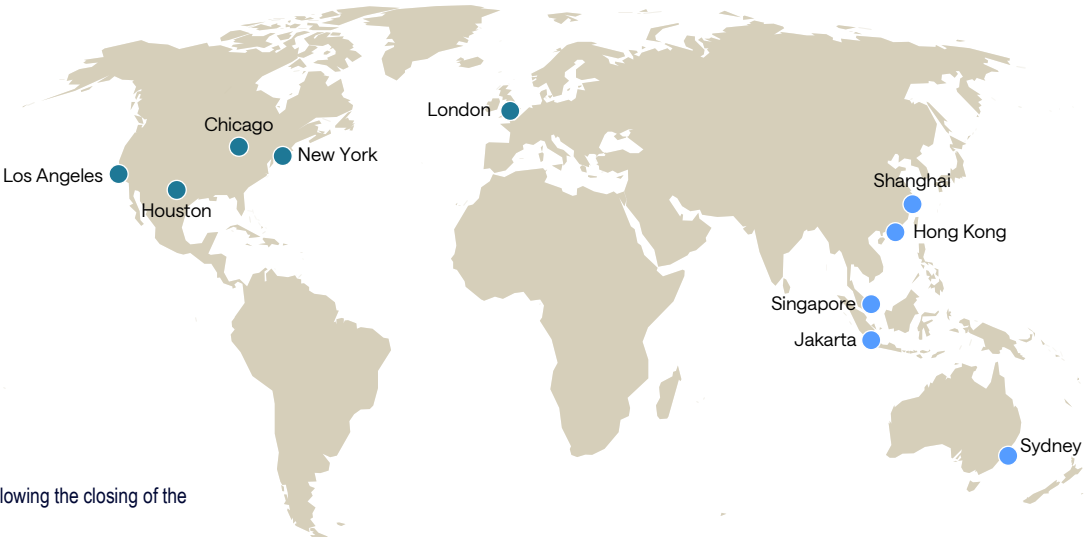 London
Chicago
New York
Los Angeles
Houston
Shanghai
Hong Kong
Singapore
Jakarta
Sydney
lowing the closing of the